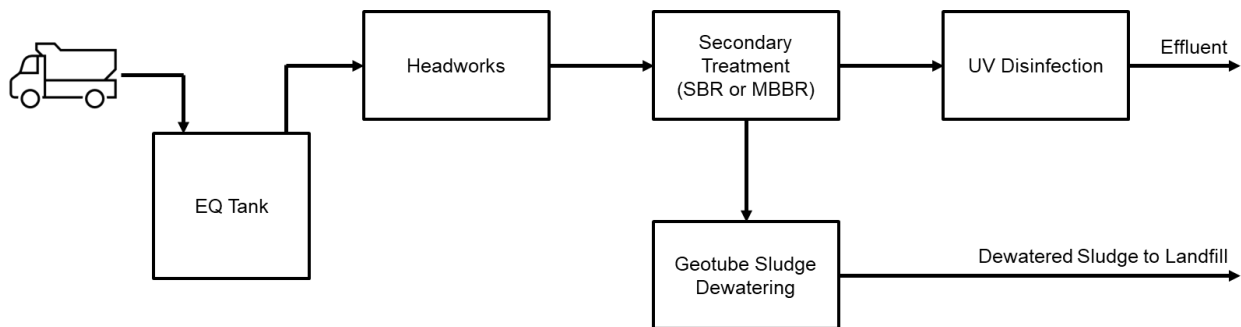 Headworks
Secondary
Treatment
(SBR or MBBR)
UV Disinfection
Effluent
EQ Tank
Geotube Sludge
Dewatering
Dewatered Sludge to Landfill